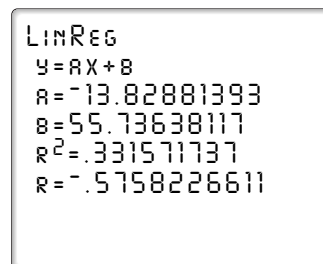 LinReg
y=ax+b
a=⁻13.82881393
b=55.73638117
r²=.331571737
r=⁻.5758226611